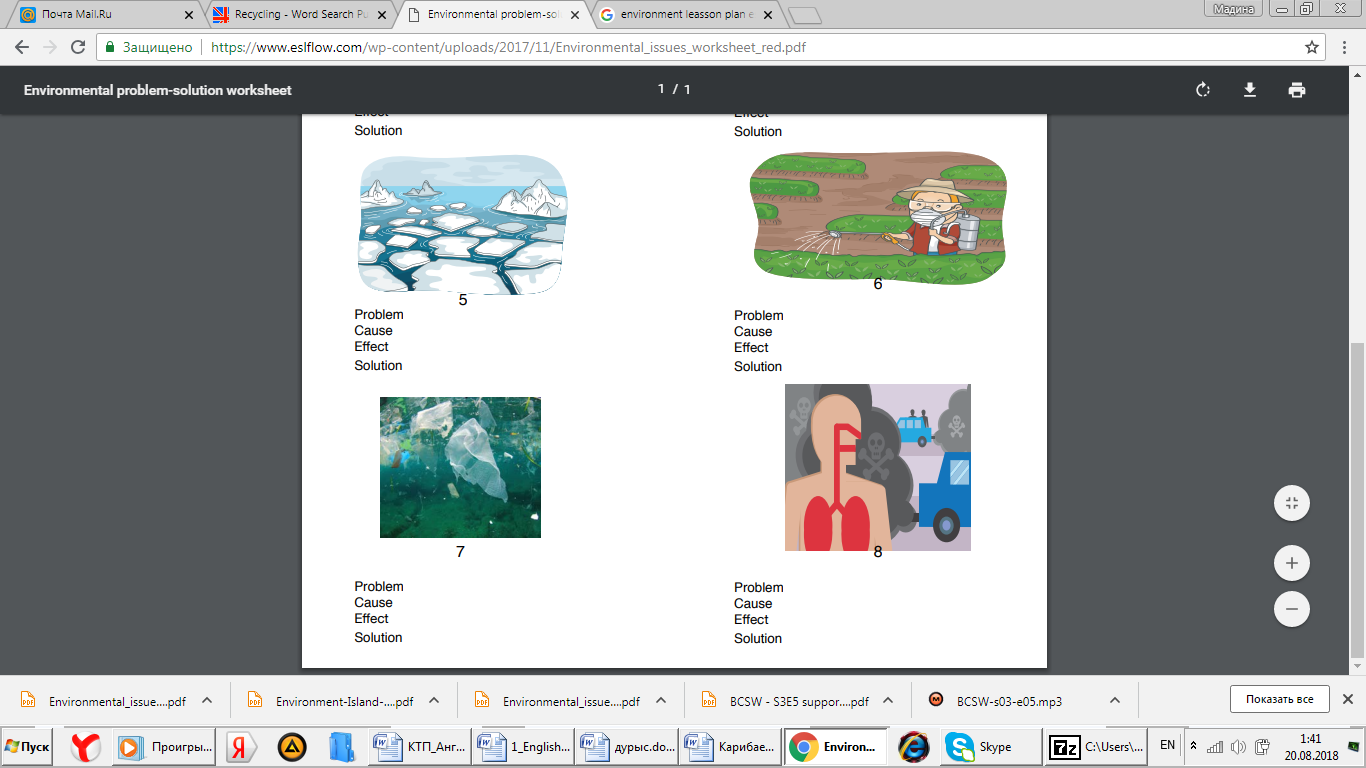 Почта Mail.Ru
Recycling - Word Search Pu
Environmental problem-sol
environment leasson plan e
Мадина
Защищено
https://www.eslflow.com/wp-content/uploads/2017/11/Environmental_issues_worksheet_red.pdf
Environmental problem-solution worksheet
1 / 1
Effect
Effect
Solution
Solution
5
6
Problem
Cause
Effect
Solution
Problem
Cause
Effect
Solution
7
8
Problem
Cause
Effect
Solution
Problem
Cause
Effect
Solution
Environmental_issue....pdf
Environment-Island-....pdf
Environmental_issue....pdf
BCSW - S3E5 suppor....pdf
BCSW-s03-e05.mp3
Показать все
Пуск
Проигры...
КТП_Анг...
1_English...
дурыс.do...
Карибае...
Environ...
Skype
C:\Users\...
EN
1:41
20.08.2018